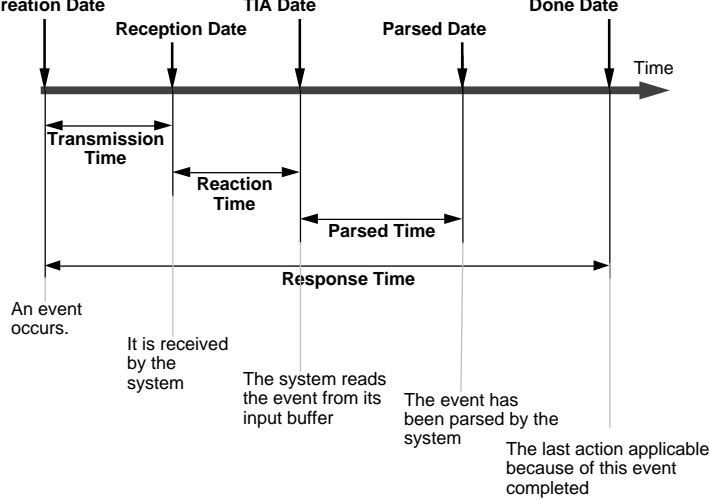 reation Date
TIA Date
Done Date
Reception Date
Parsed Date
Time
Transmission
Time
Reaction
Time
Parsed Time
Response Time
An event
occurs.
It is received
by the
system
The system reads
the event from its
input buffer
The event has
been parsed by the
system
The last action applicable
because of this event
completed